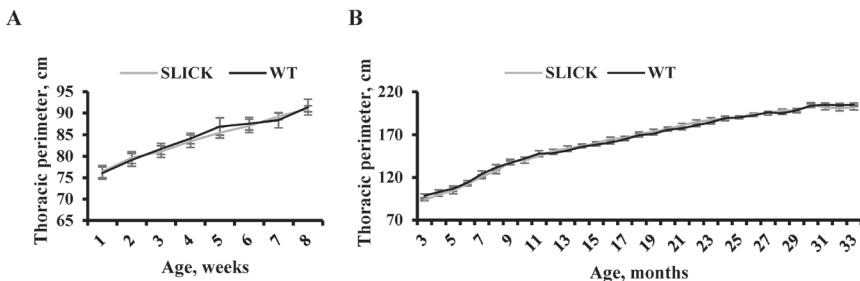 A
SLICK WT
Thoracic perimeter, cm
95
90
85
80
75
70
65
1 2 3 4 5 6 7 8
Age, weeks
B
SLICK WT
Thoracic perimeter, cm
220
170
120
70
3 5 7 9 11 13 15 17 19 21 23 25 27 29 31 33
Age, months